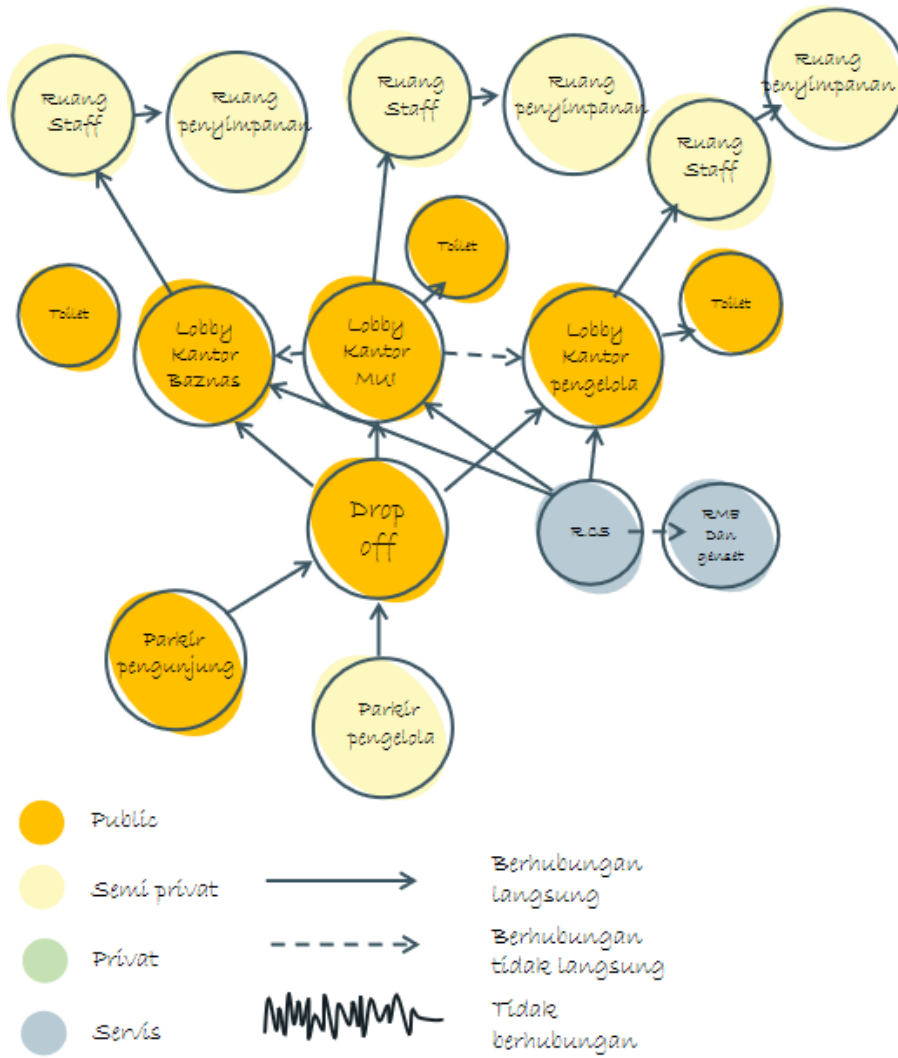 Ruang
Staff
Ruang
penyimpanan
Ruang
Staff
Ruang
penyimpanan
Ruang
Staff
Ruang
penyimpanan
Toilet
Lobby
Kantor
Baznas
Lobby
Kantor
MUI
Toilet
Lobby
Kantor
pengelola
Toilet
Drop
off
R.C.S
RMB
Dan
genset
Parkir
pengunjung
Parkir
pengelola
Public
Semi privat
Privat
Servis
Berhubungan
langsung
Berhubungan
tidak langsung
Tidak
berhubungan